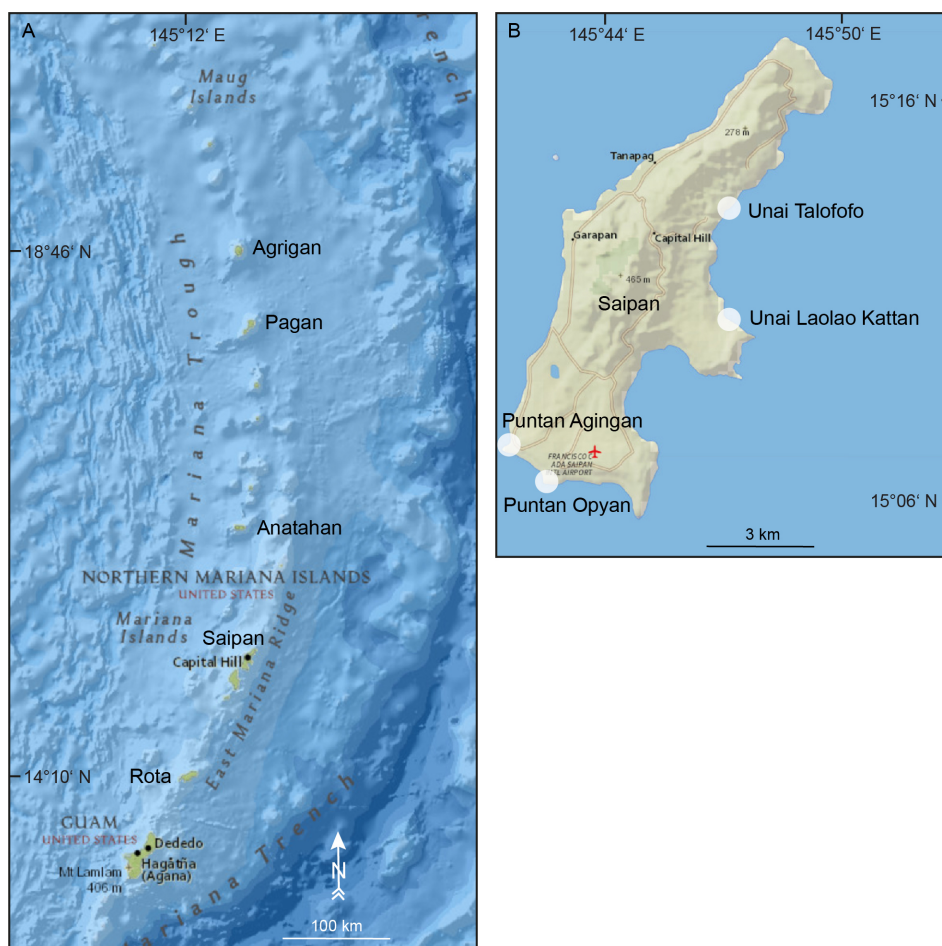 A
145°12‘ E
Trench
Maug
Islands
18°46‘ N
Agrigan
Pagan
Mariana Trough
Anatahan
NORTHERN MARIANA ISLANDS
UNITED STATES
Mariana
Islands
Saipan
Capital Hill
East Mariana Ridge
14°10‘ N
Rota
GUAM
UNITED STATES
Dededo
Hagåtña
(Agana)
Mt Lamlam
406 m
ariana Trench
N
100 km
B
145°44‘ E
145°50‘ E
15°16‘ N
278 m
Tanapag
Unai Talofofo
Garapan
Capital Hill
465 m
Saipan
Unai Laolao Kattan
Puntan Agingan
FRANCISCO C
ADA SAIPAN
EL AIRPORT
Puntan Opyan
15°06‘ N
3 km